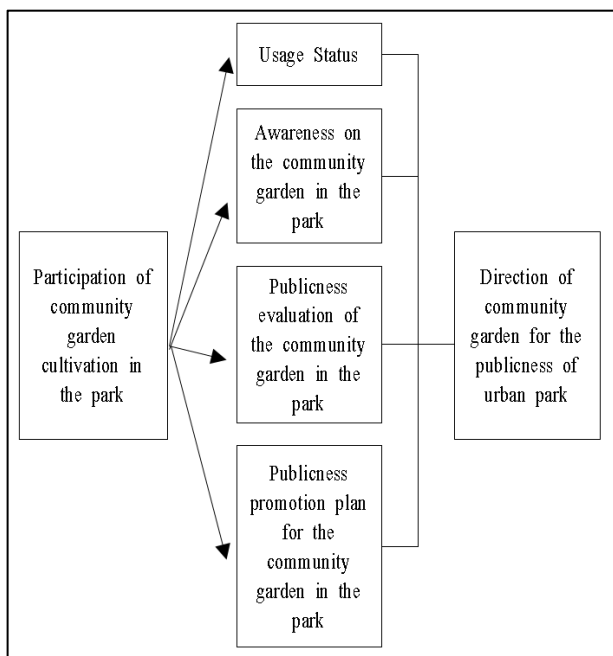 Participation of
community
garden
cultivation in
the park
Usage Status
Awareness on
the community
garden in the
park
Publicness
evaluation of
the community
garden in the
park
Publicness
promotion plan
for the
community
garden in the
park
Direction of
community
garden for the
publicness of
urban park